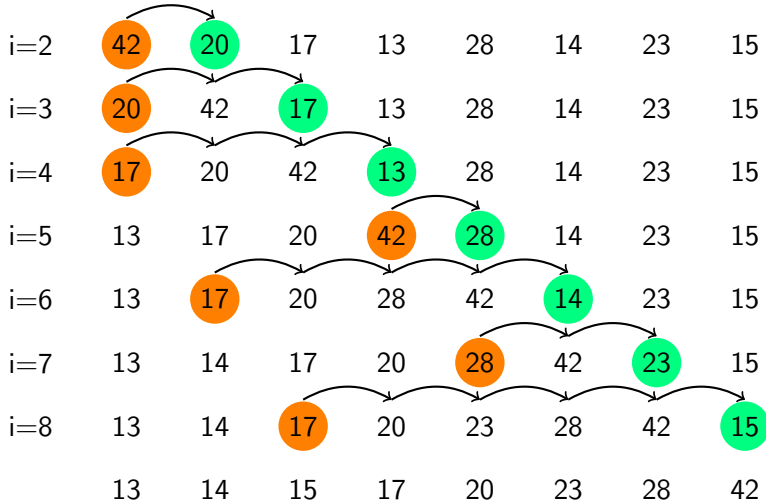 i=2 42 20 17 13 28 14 23 15
i=3 20 42 17 13 28 14 23 15
i=4 17 20 42 13 28 14 23 15
i=5 13 17 20 42 28 14 23 15
i=6 13 17 20 28 42 14 23 15
i=7 13 14 17 20 28 42 23 15
i=8 13 14 17 20 23 28 42 15
13 14 15 17 20 23 28 42